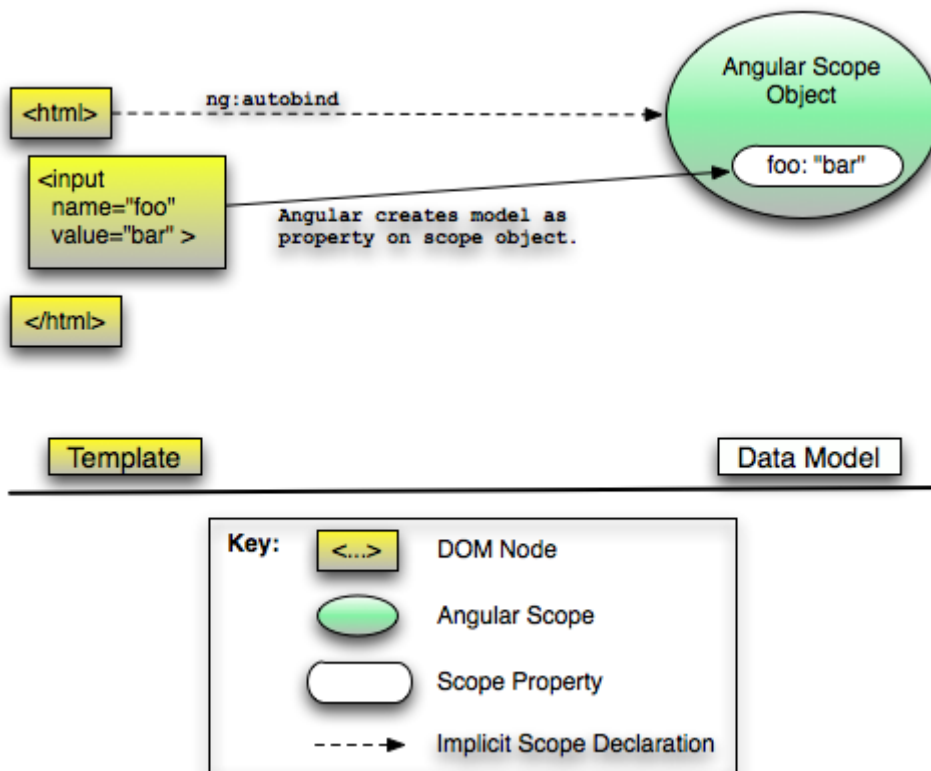 Angular Scope
Object
ng:autobind
<html>
foo: "bar"
<input
name="foo"
value="bar" >
Angular creates model as
property on scope object.
</html>
Template
Data Model
Key:
<...>
DOM Node
Angular Scope
Scope Property
Implicit Scope Declaration